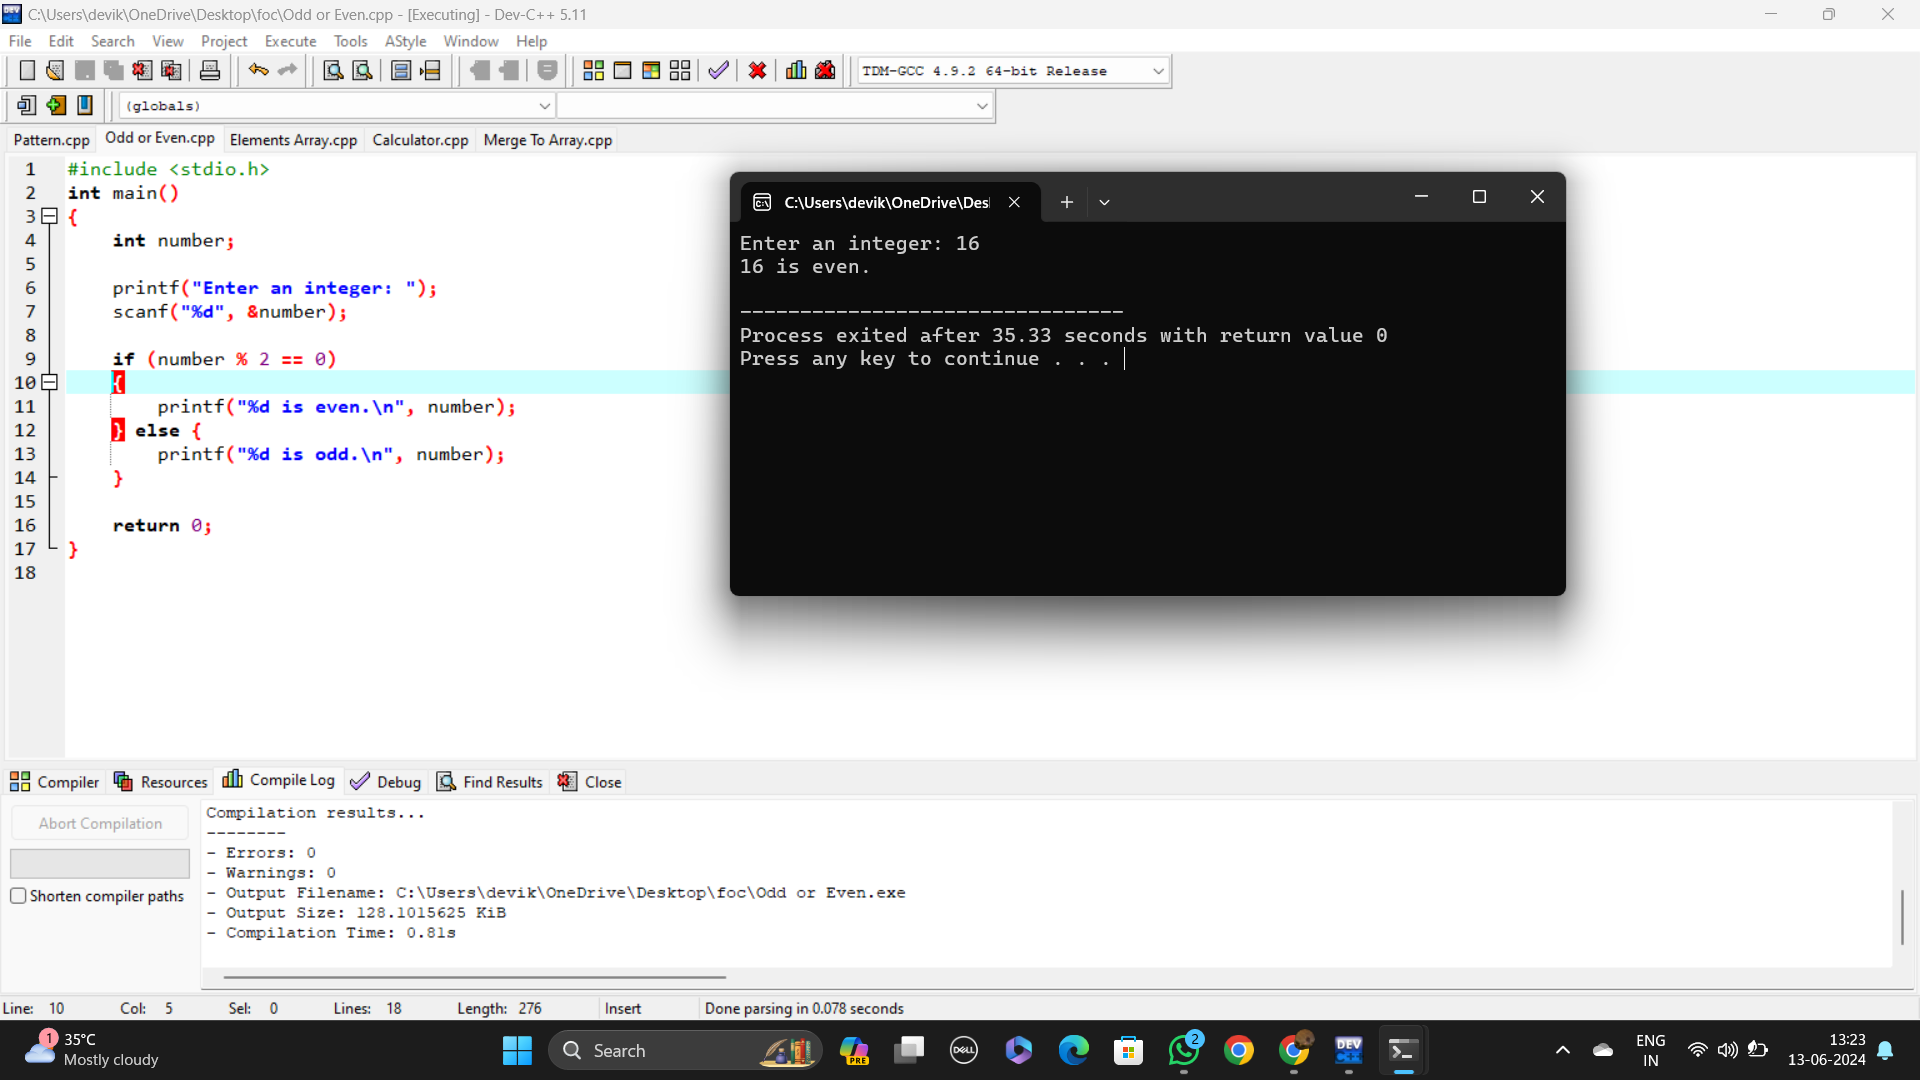 C:\Users\devik\OneDrive\Desktop\foc\Odd or Even.cpp - [Executing] - Dev-C++ 5.11
File Edit Search View Project Execute Tools AStyle Window Help
TDM-GCC 4.9.2 64-bit Release
(globals)
Pattern.cpp Odd or Even.cpp Elements Array.cpp Calculator.cpp Merge To Array.cpp
1 #include <stdio.h>
2 int main()
3 {
4 int number;
5
6 printf("Enter an integer: ");
7 scanf("%d", &number);
8
9 if (number % 2 == 0)
10 {
11 printf("%d is even.\n", number);
12 } else {
13 printf("%d is odd.\n", number);
14 }
15
16 return 0;
17 }
18
C:\Users\devik\OneDrive\Des
Enter an integer: 16
16 is even.
--------------------------------
Process exited after 35.33 seconds with return value 0
Press any key to continue . . .
Compiler Resources Compile Log Debug Find Results Close
Abort Compilation
Shorten compiler paths
Compilation results...
--------
- Errors: 0
- Warnings: 0
- Output Filename: C:\Users\devik\OneDrive\Desktop\foc\Odd or Even.exe
- Output Size: 128.1015625 KiB
- Compilation Time: 0.81s
Line: 10 Col: 5 Sel: 0 Lines: 18 Length: 276 Insert Done parsing in 0.078 seconds
1
35°C
Mostly cloudy
Search
PRE
DELL
2
DEV
C++
ENG
IN
13:23
13-06-2024